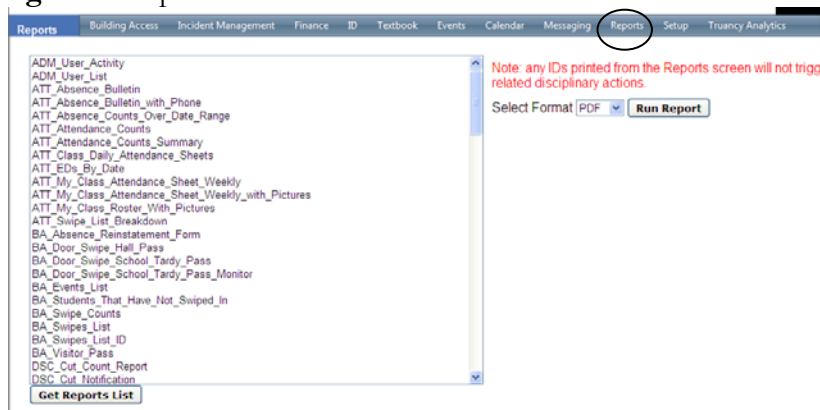 Reports Building Access Incident Management Finance ID Textbook Events Calendar Messaging Reports Setup Truancy Analytics
ADM_User_Activity
ADM_User_List
ATT_Absence_Bulletin
ATT_Absence_Bulletin_with_Phone
ATT_Absence_Counts_Over_Date_Range
ATT_Attendance_Counts
ATT_Attendance_Counts_Summary
ATT_Class_Daily_Attendance_Sheets
ATT_EDs_By_Date
ATT_My_Class_Attendance_Sheet_Weekly
ATT_My_Class_Attendance_Sheet_Weekly_with_Pictures
ATT_My_Class_Roster_With_Pictures
ATT_Swipe_List_Breakdown
BA_Absence_Reinstatement_Form
BA_Door_Swipe_Hall_Pass
BA_Door_Swipe_School_Tardy_Pass
BA_Door_Swipe_School_Tardy_Pass_Monitor
BA_Events_List
BA_Students_That_Have_Not_Swiped_In
BA_Swipe_Counts
BA_Swipes_List
BA_Swipes_List_ID
BA_Visitor_Pass
DSC_Cut_Count_Report
DSC_Cut_Notification
Get Reports List
Note: any IDs printed from the Reports screen will not trigg
related disciplinary actions.
Select Format PDF Run Report